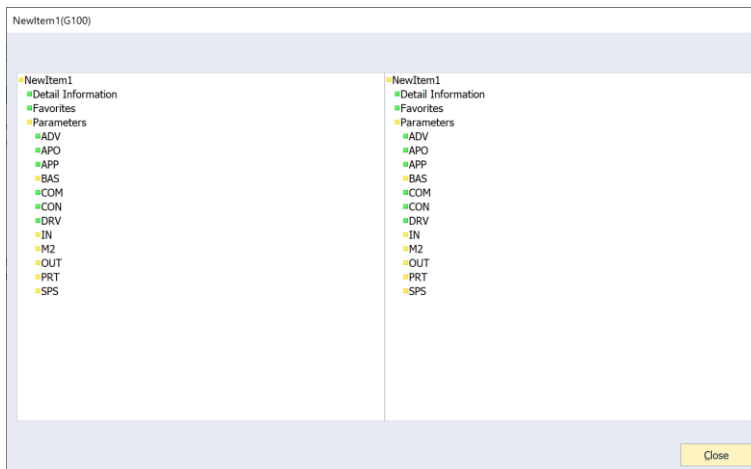 NewItem1(G100)
NewItem1
Detail Information
Favorites
Parameters
ADV
APO
APP
BAS
COM
CON
DRV
IN
M2
OUT
PRT
SPS
NewItem1
Detail Information
Favorites
Parameters
ADV
APO
APP
BAS
COM
CON
DRV
IN
M2
OUT
PRT
SPS
Close